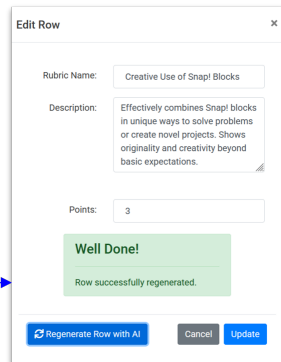 Edit Row ×
Rubric Name: Creative Use of Snap! Blocks
Description: Effectively combines Snap! blocks
in unique ways to solve problems
or create novel projects. Shows
originality and creativity beyond
basic expectations.
Points: 3
Well Done!
Row successfully regenerated.
Regenerate Row with AI Cancel Update